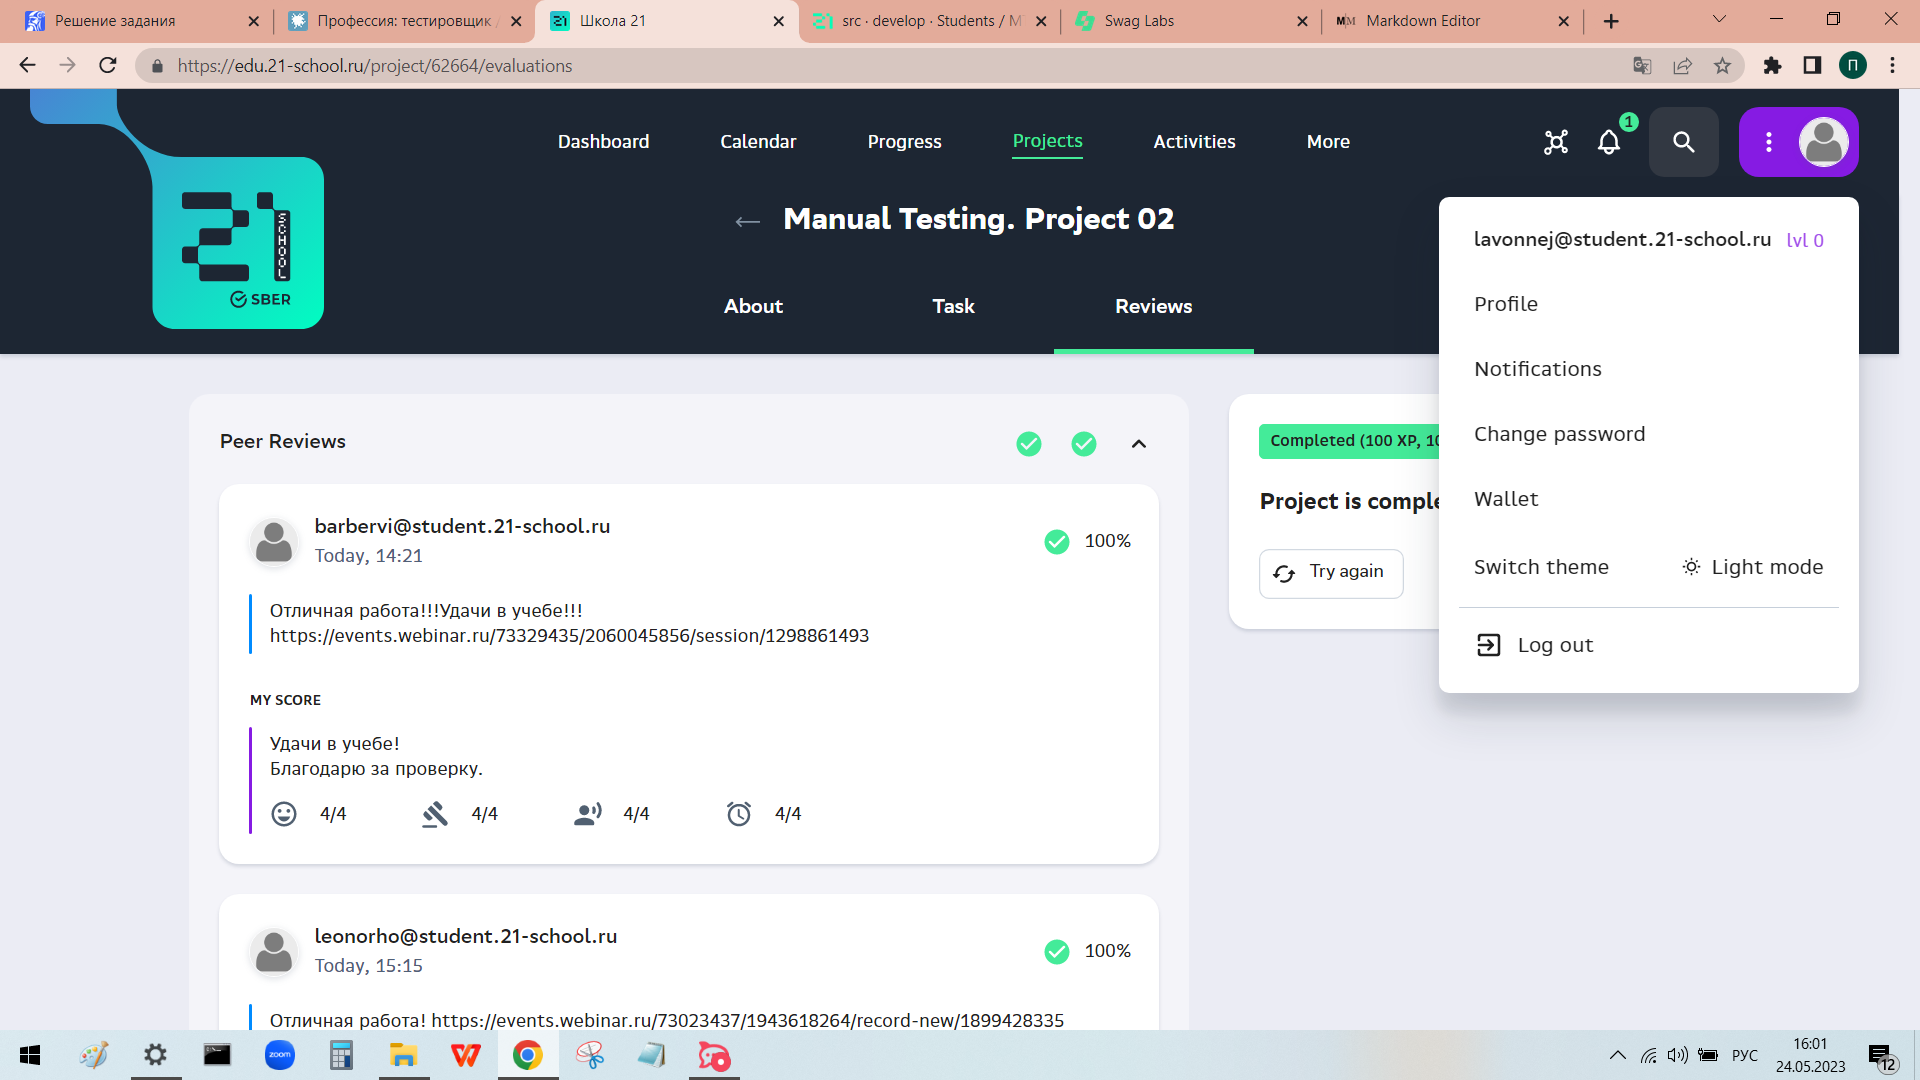 Решение задания
Профессия: тестировщик
Школа 21
src · develop · Students /
Swag Labs
Markdown Editor
https://edu.21-school.ru/project/62664/evaluations
П
Dashboard
Calendar
Progress
Projects
Activities
More
1
21
SCHOOL
SBER
Manual Testing. Project 02
About
Task
Reviews
lavonnej@student.21-school.ru lvl 0
Profile
Notifications
Change password
Wallet
Switch theme
Light mode
Log out
Peer Reviews
Completed (100 XP,
Project is
Try again
barbervi@student.21-school.ru
Today, 14:21
100%
Отличная работа!!!Удачи в учебе!!!
https://events.webinar.ru/73329435/2060045856/session/1298861493
MY SCORE
Удачи в учебе!
Благодарю за проверку.
4/4
4/4
4/4
4/4
leonorho@student.21-school.ru
Today, 15:15
100%
Отличная работа! https://events.webinar.ru/73023437/1943618264/record-new/1899428335
zoom
РУС
16:01
24.05.2023
12